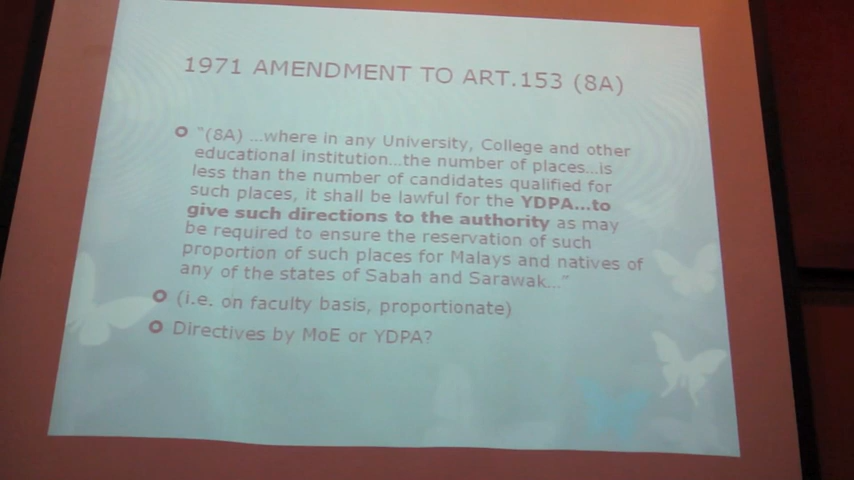 1971 AMENDMENT TO ART.153 (8A)
"(8A) ...where in any University, College and other
educational institution...the number of places...is
less than the number of candidates qualified for
such places, it shall be lawful for the YDPA...to
give such directions to the authority as may
be required to ensure the reservation of such
proportion of such places for Malays and natives of
any of the states of Sabah and Sarawak..."
(i.e. on faculty basis, proportionate)
Directives by MoE or YDPA?